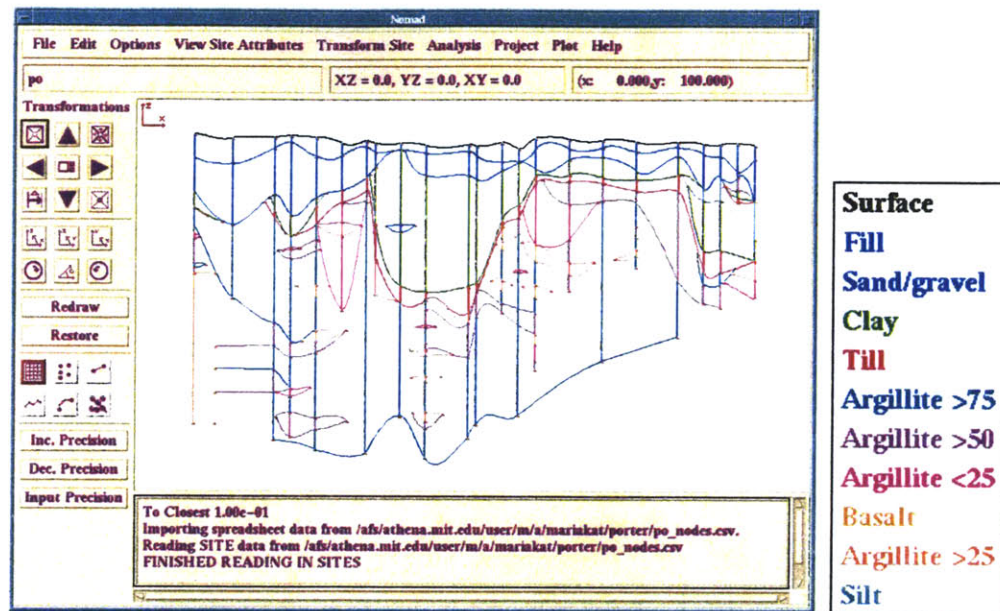 Nomad
File Edit Options View Site Attributes Transform Site Analysis Project Plot Help
po
XZ = 0.0, YZ = 0.0, XY = 0.0
(x: 0.000,y: 100.000)
Transformations
z
x
Redraw
Restore
Inc. Precision
Dec. Precision
Input Precision
To Closest 1.00e-01
Importing spreadsheet data from /afs/athena.mit.edu/user/m/a/mariakat/porter/po_nodes.csv.
Reading SITE data from /afs/athena.mit.edu/user/m/a/mariakat/porter/po_nodes.csv
FINISHED READING IN SITES
Surface
Fill
Sand/gravel
Clay
Till
Argillite >75
Argillite >50
Argillite <25
Basalt
Argillite >25
Silt